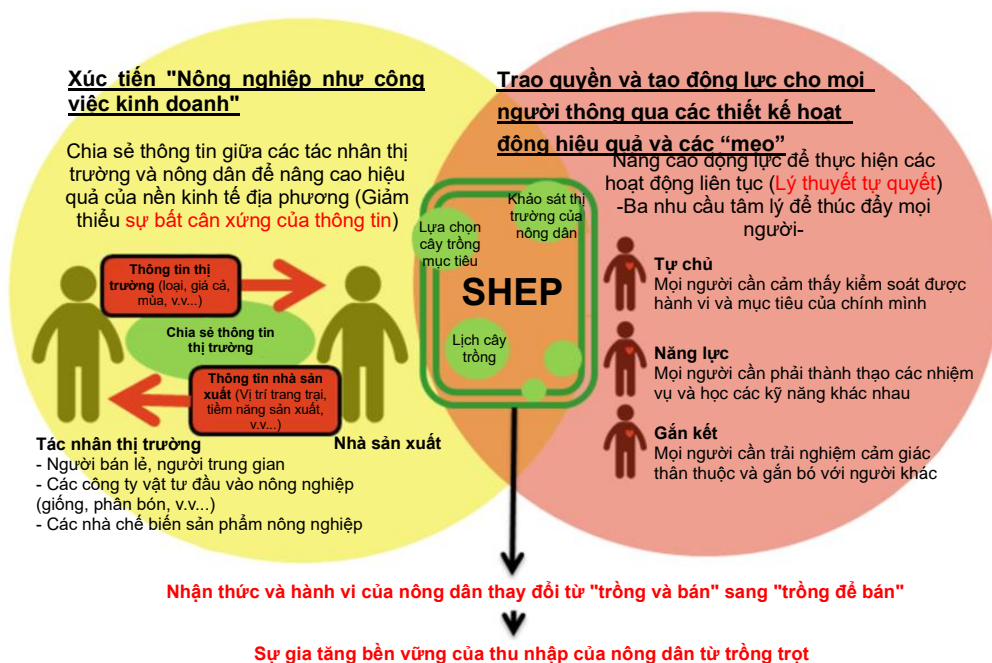 Xúc tiến "Nông nghiệp như công
việc kinh doanh"
Chia sẻ thông tin giữa các tác nhân thị
trường và nông dân để nâng cao hiệu
quả của nền kinh tế địa phương (Giảm
thiểu sự bất cân xứng của thông tin)
Thông tin thị
trường (loại, giá cả,
mùa, v.v...)
Chia sẻ thông tin
thị trường
Thông tin nhà sản
xuất (Vị trí trang trại,
tiềm năng sản xuất,
v.v...)
Tác nhân thị trường
- Người bán lẻ, người trung gian
- Các công ty vật tư đầu vào nông nghiệp
(giống, phân bón, v.v...)
- Các nhà chế biến sản phẩm nông nghiệp
Nhà sản xuất
Khảo sát thị
trường của
nông dân
Lựa chọn
cây trồng
mục tiêu
SHEP
Lịch cây
trồng
Trao quyền và tạo động lực cho mọi
người thông qua các thiết kế hoạt
động hiệu quả và các “mẹo”
Nâng cao động lực để thực hiện các
hoạt động liên tục (Lý thuyết tự quyết)
-Ba nhu cầu tâm lý để thúc đẩy mọi
người-
Tự chủ
Mọi người cần cảm thấy kiểm soát được
hành vi và mục tiêu của chính mình
Năng lực
Mọi người cần phải thành thạo các nhiệm
vụ và học các kỹ năng khác nhau
Gắn kết
Mọi người cần trải nghiệm cảm giác
thân thuộc và gắn bó với người khác
Nhận thức và hành vi của nông dân thay đổi từ "trồng và bán" sang "trồng để bán"
Sự gia tăng bền vững của thu nhập của nông dân từ trồng trọt